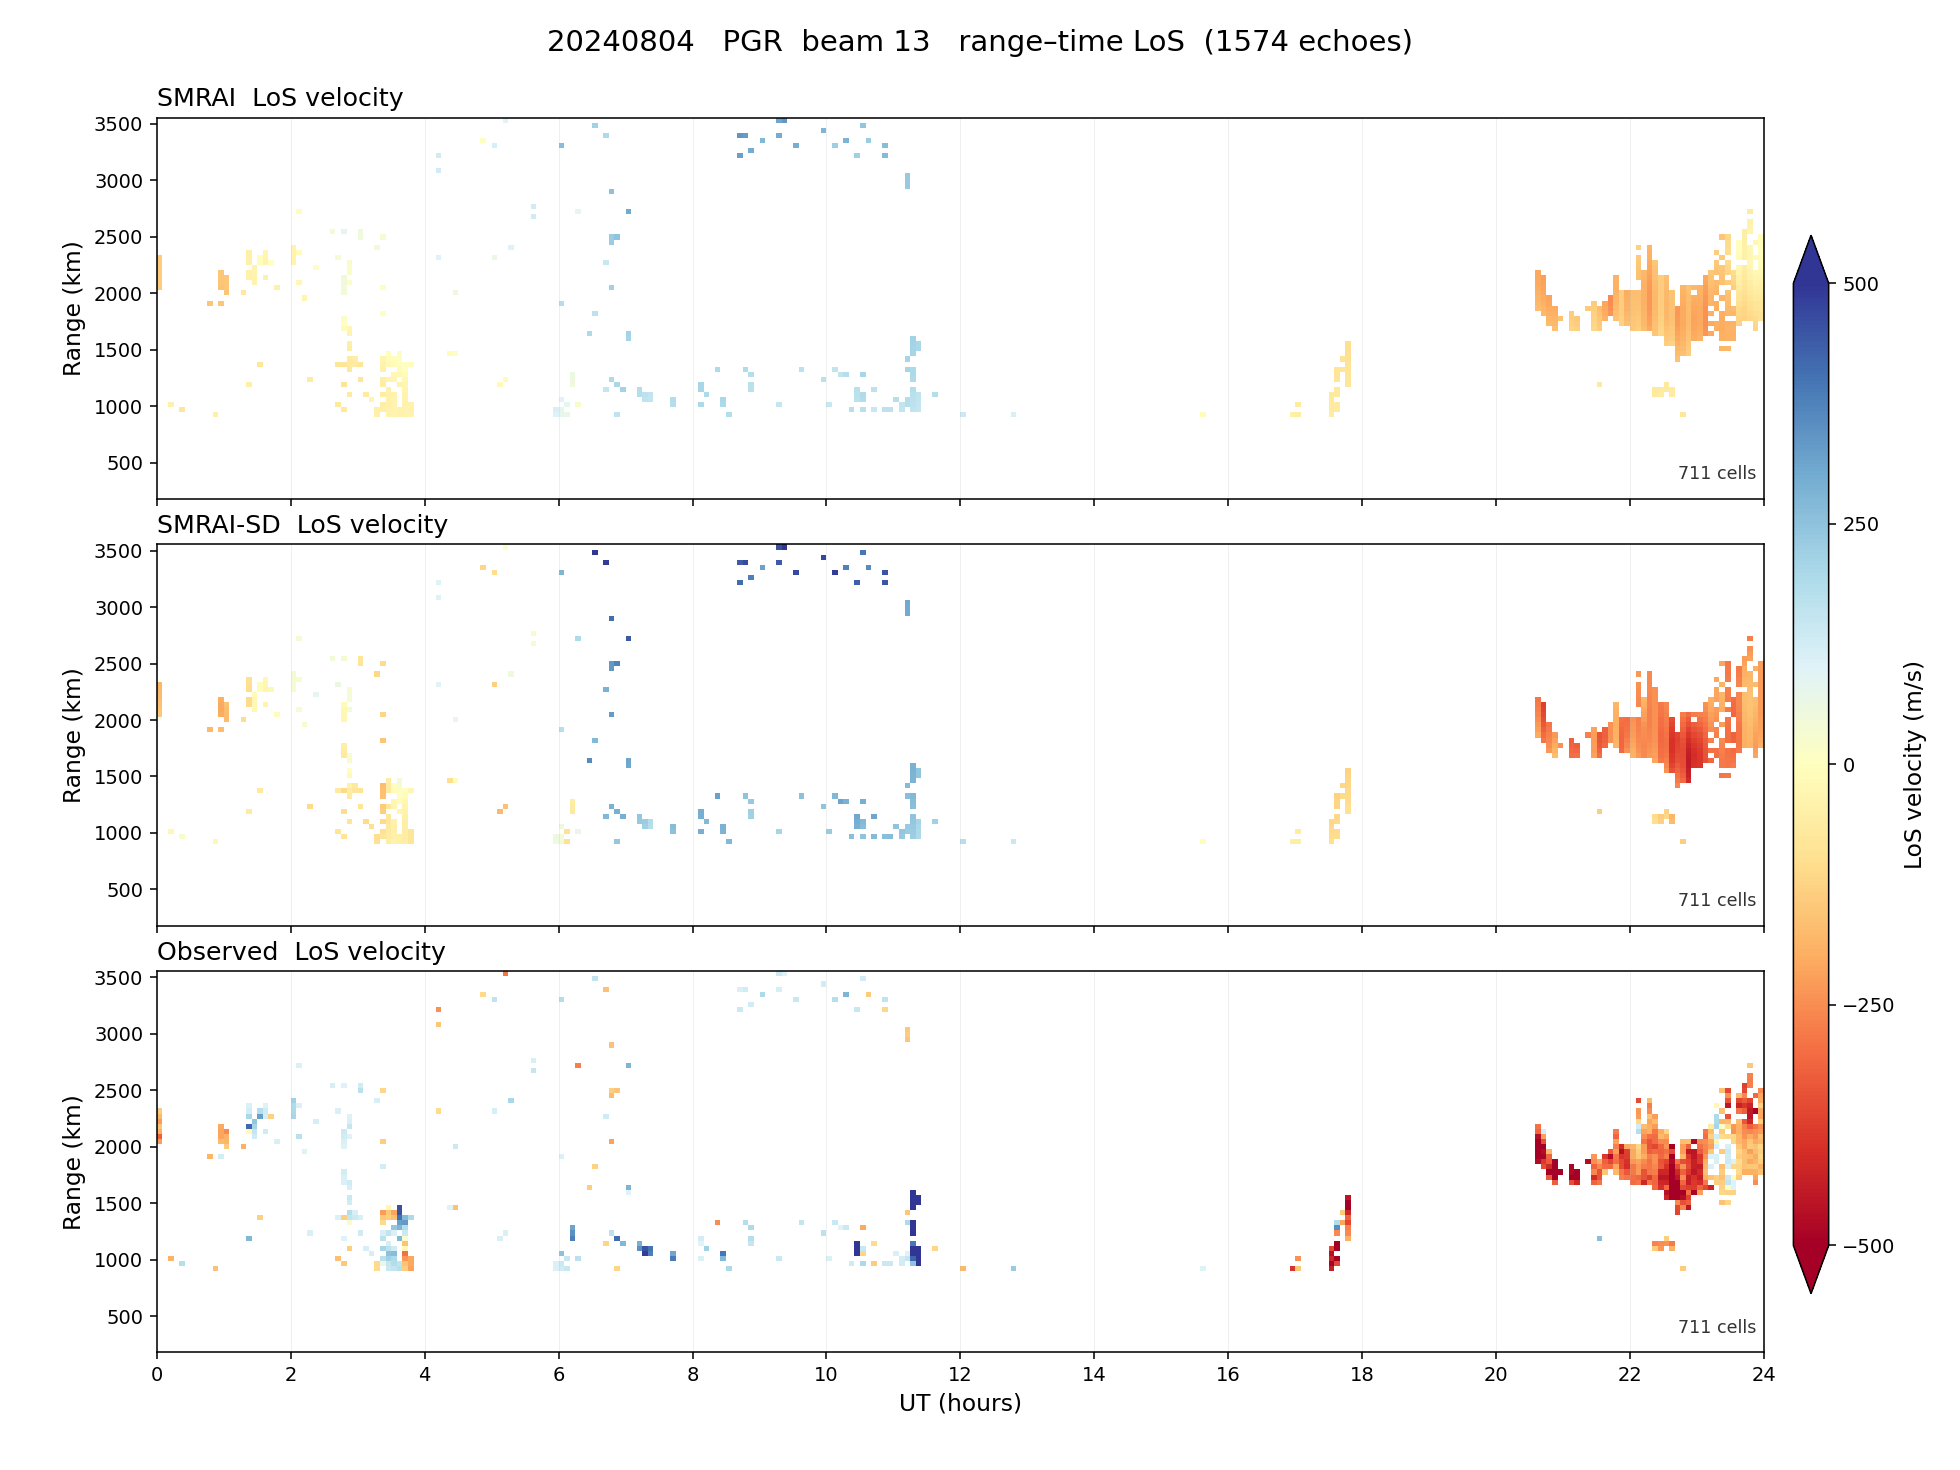 20240804   PGR  beam 13   range–time LoS  (1574 echoes)
SMRAI  LoS velocity
3500
3000
2500
2000
1500
1000
500
Range (km)
711 cells
SMRAI-SD  LoS velocity
3500
3000
2500
2000
1500
1000
500
Range (km)
711 cells
Observed  LoS velocity
3500
3000
2500
2000
1500
1000
500
Range (km)
711 cells
0 2 4 6 8 10 12 14 16 18 20 22 24
UT (hours)
500
250
0
−250
−500
LoS velocity (m/s)